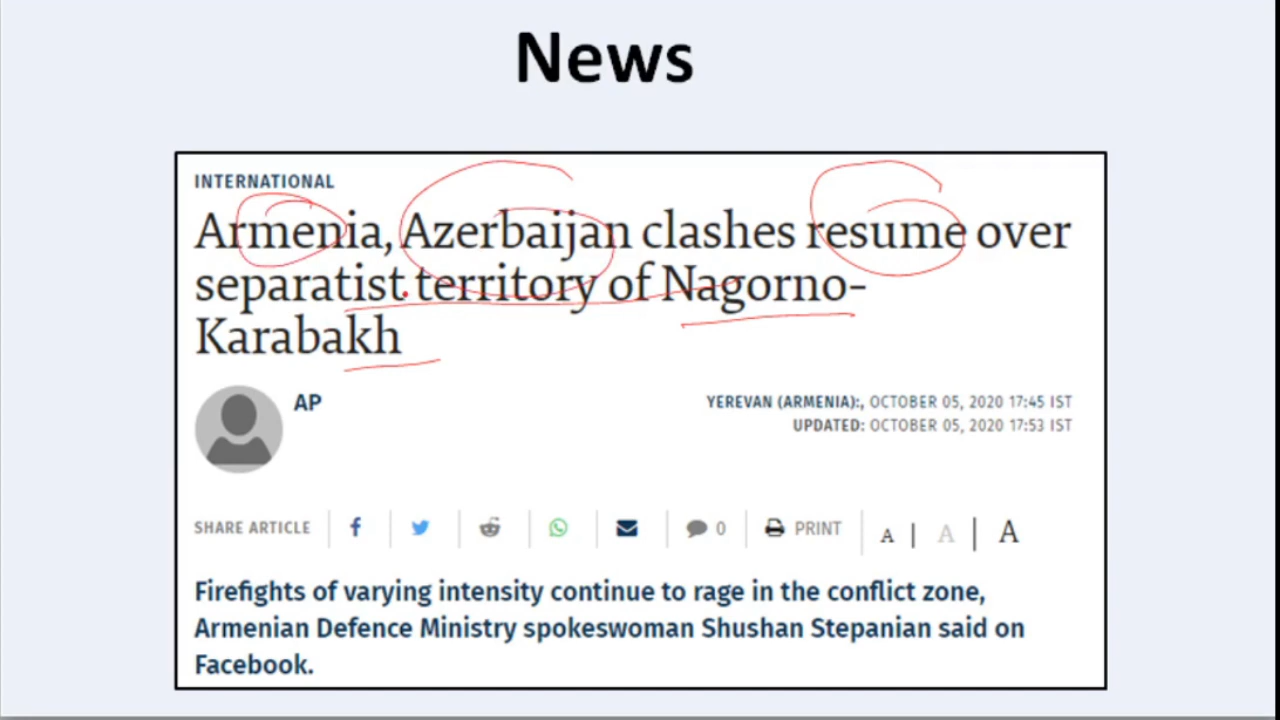 News
INTERNATIONAL
Armenia, Azerbaijan clashes resume over
separatist territory of Nagorno-
Karabakh
AP
YEREVAN (ARMENIA):, OCTOBER 05, 2020 17:45 IST
UPDATED: OCTOBER 05, 2020 17:53 IST
SHARE ARTICLE 0 PRINT A A A
Firefights of varying intensity continue to rage in the conflict zone,
Armenian Defence Ministry spokeswoman Shushan Stepanian said on
Facebook.